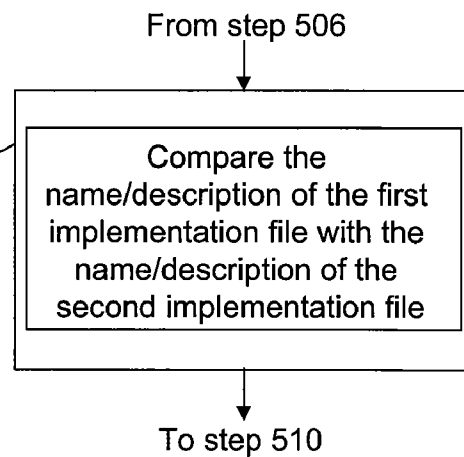 From step 506
Compare the
name/description of the first
implementation file with the
name/description of the
second implementation file
To step 510